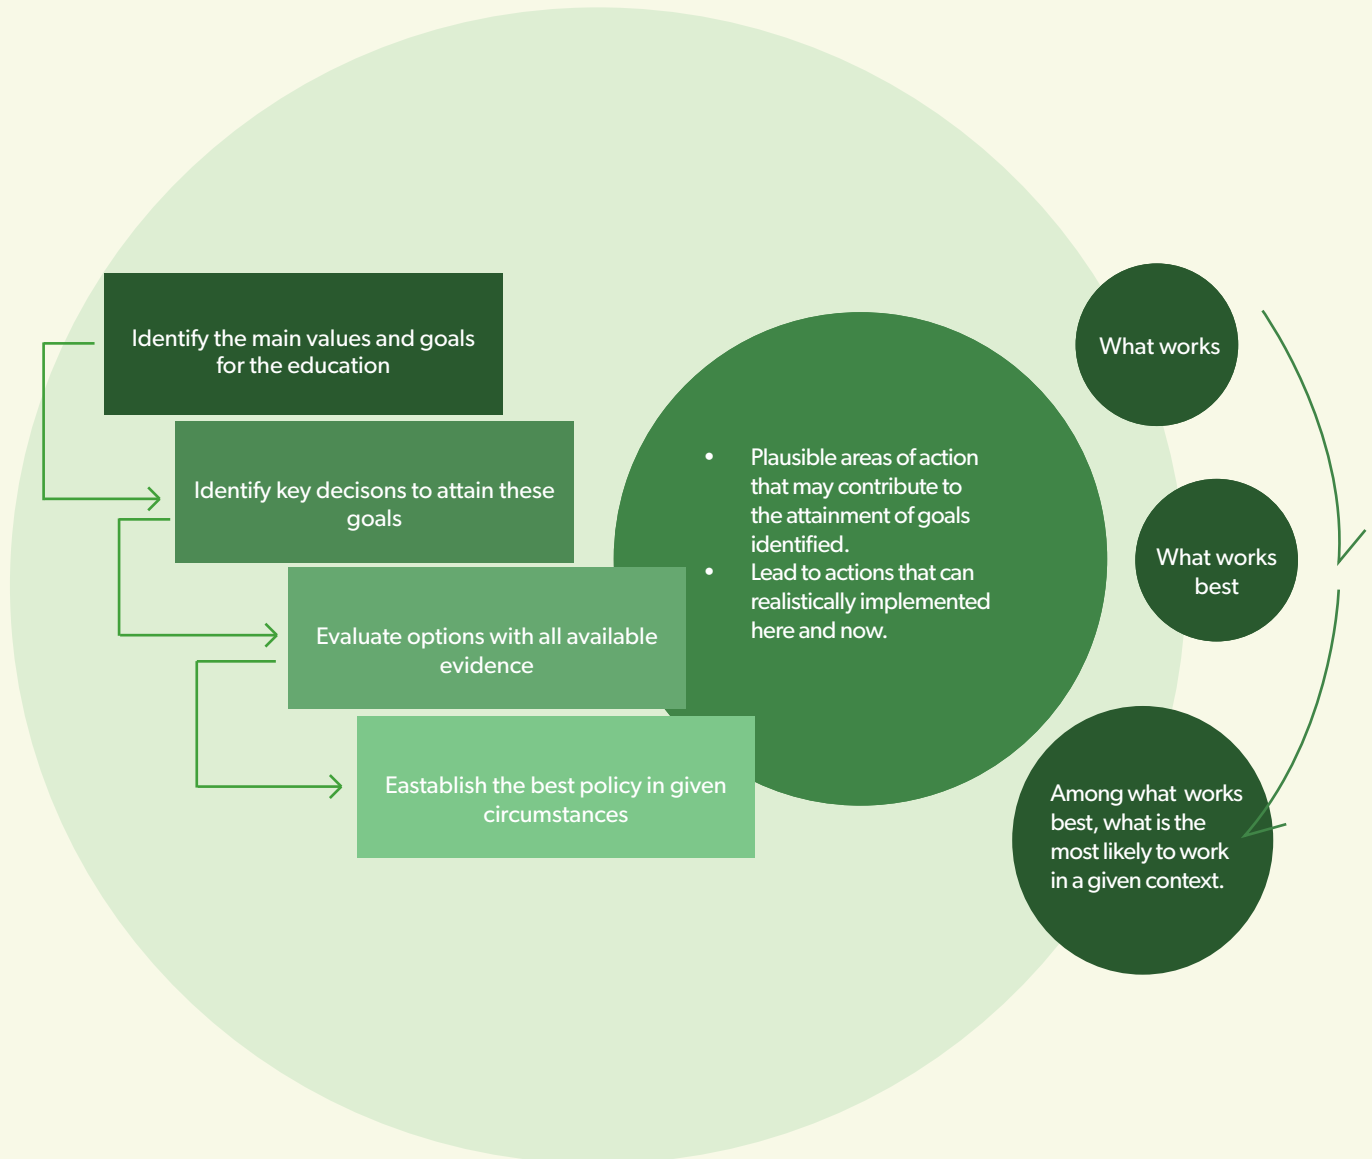 Identify the main values and goals
for the education
Identify key decisons to attain these
goals
Evaluate options with all available
evidence
Eastablish the best policy in given
circumstances
• Plausible areas of action
that may contribute to
the attainment of goals
identified.
• Lead to actions that can
realistically implemented
here and now.
What works
What works
best
Among what works
best, what is the
most likely to work
in a given context.